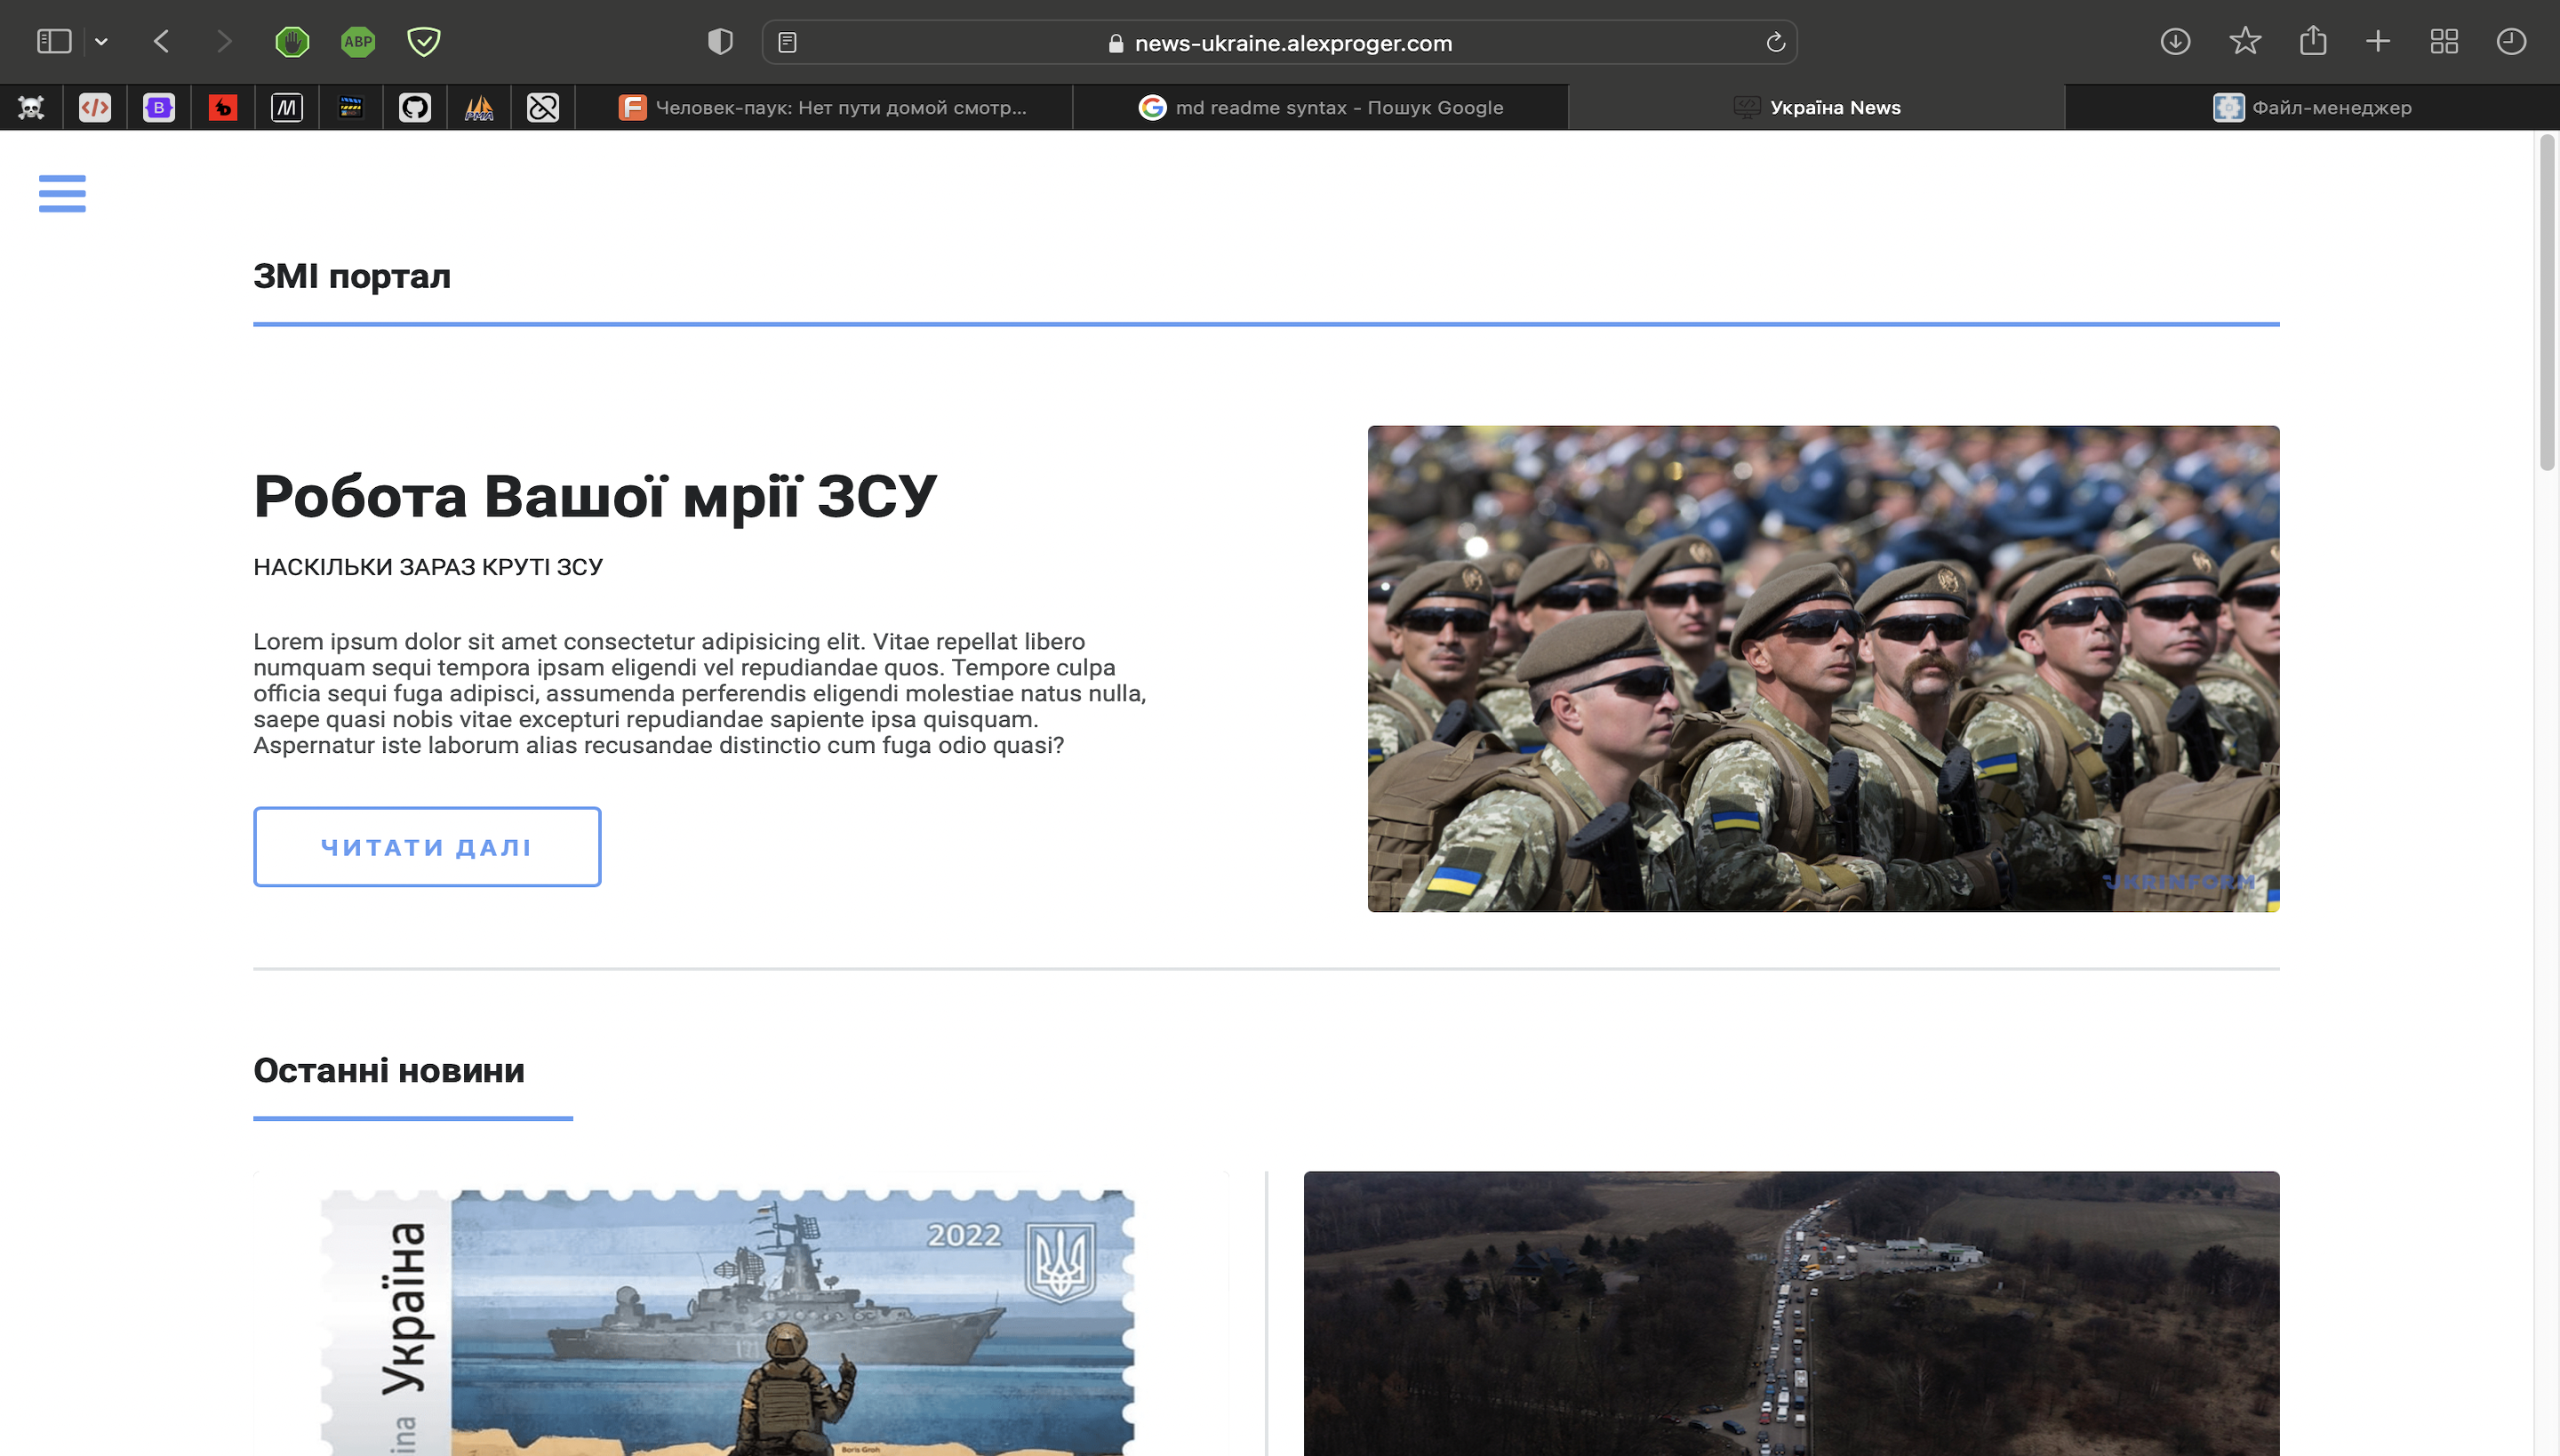 ABP
news-ukraine.alexproger.com
B
M
PMA
F Человек-паук: Нет пути домой смотр...
G md readme syntax - Пошук Google
Україна News
Файл-менеджер
ЗМІ портал
Робота Вашої мрії ЗСУ
НАСКІЛЬКИ ЗАРАЗ КРУТІ ЗСУ
Lorem ipsum dolor sit amet consectetur adipisicing elit. Vitae repellat libero
numquam sequi tempora ipsam eligendi vel repudiandae quos. Tempore culpa
officia sequi fuga adipisci, assumenda perferendis eligendi molestiae natus nulla,
saepe quasi nobis vitae excepturi repudiandae sapiente ipsa quisquam.
Aspernatur iste laborum alias recusandae distinctio cum fuga odio quasi?
ЧИТАТИ ДАЛІ
UKRINFORM
Останні новини
2022
Україна
ina
Boris Groh